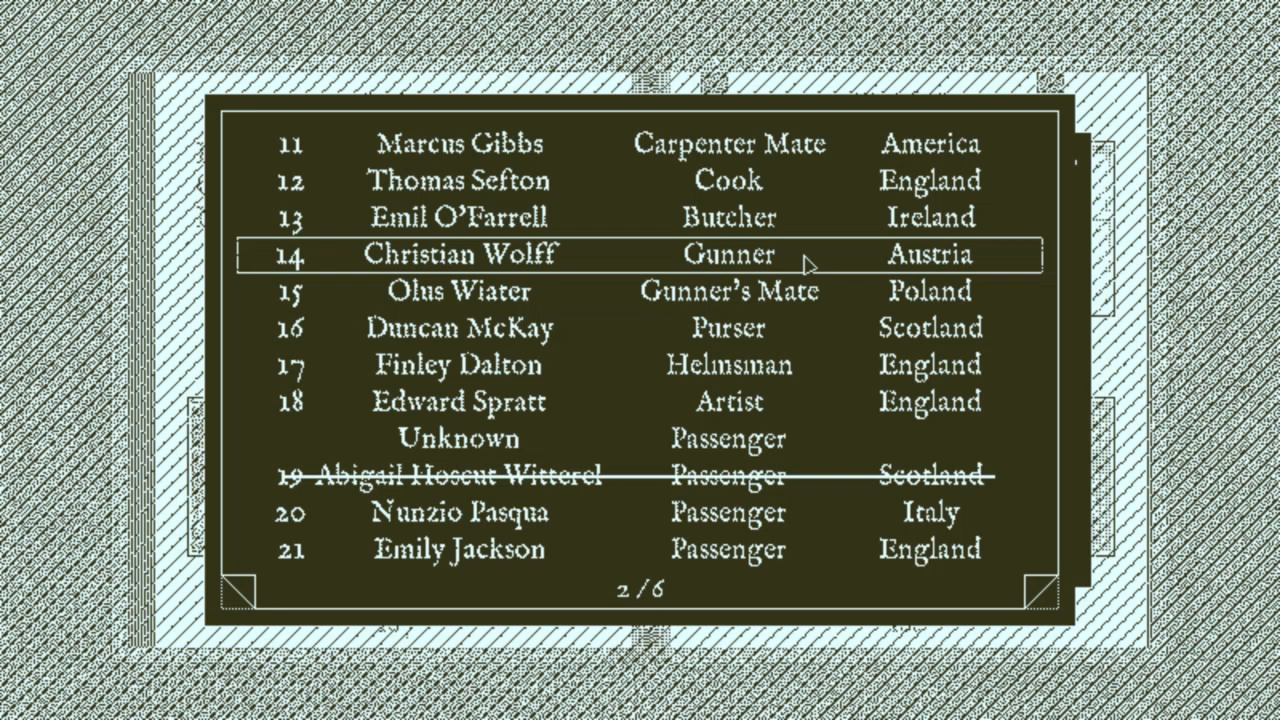 11 Marcus Gibbs Carpenter Mate America
12 Thomas Sefton Cook England
13 Emil O'Farrell Butcher Ireland
14 Christian Wolff Gunner Austria
15 Olus Wiater Gunner's Mate Poland
16 Duncan McKay Purser Scotland
17 Finley Dalton Helmsman England
18 Edward Spratt Artist England
Unknown Passenger
19 Abigail Hoscut Witterel Passenger Scotland
20 Nunzio Pasqua Passenger Italy
21 Emily Jackson Passenger England
2/6